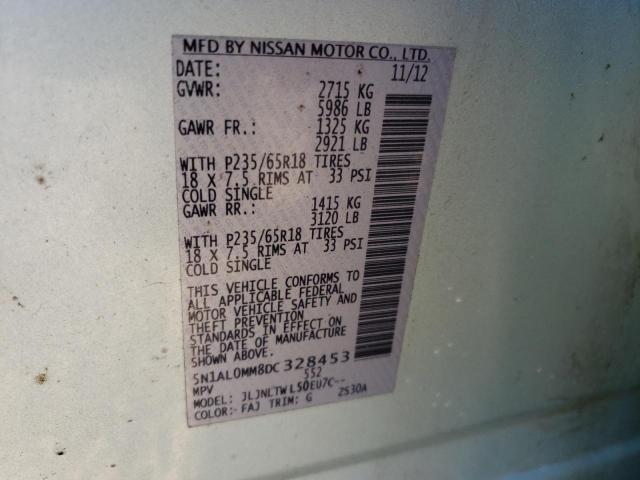 MFD BY NISSAN MOTOR CO., LTD.
DATE: 11/12
GVWR: 2715 KG
5986 LB
GAWR FR.: 1325 KG
2921 LB
WITH P235/65R18 TIRES
18 X 7.5 RIMS AT 33 PSI
COLD SINGLE
GAWR RR.: 1415 KG
3120 LB
WITH P235/65R18 TIRES
18 X 7.5 RIMS AT 33 PSI
COLD SINGLE
THIS VEHICLE CONFORMS TO
ALL APPLICABLE FEDERAL
MOTOR VEHICLE SAFETY AND
THEFT PREVENTION
STANDARDS IN EFFECT ON
THE DATE OF MANUFACTURE
SHOWN ABOVE.
5N1AL0MM8DC 328453
MPV 552
MODEL: JLJNLTWL50EU7C--
COLOR:- FAJ TRIM: G 2S30A